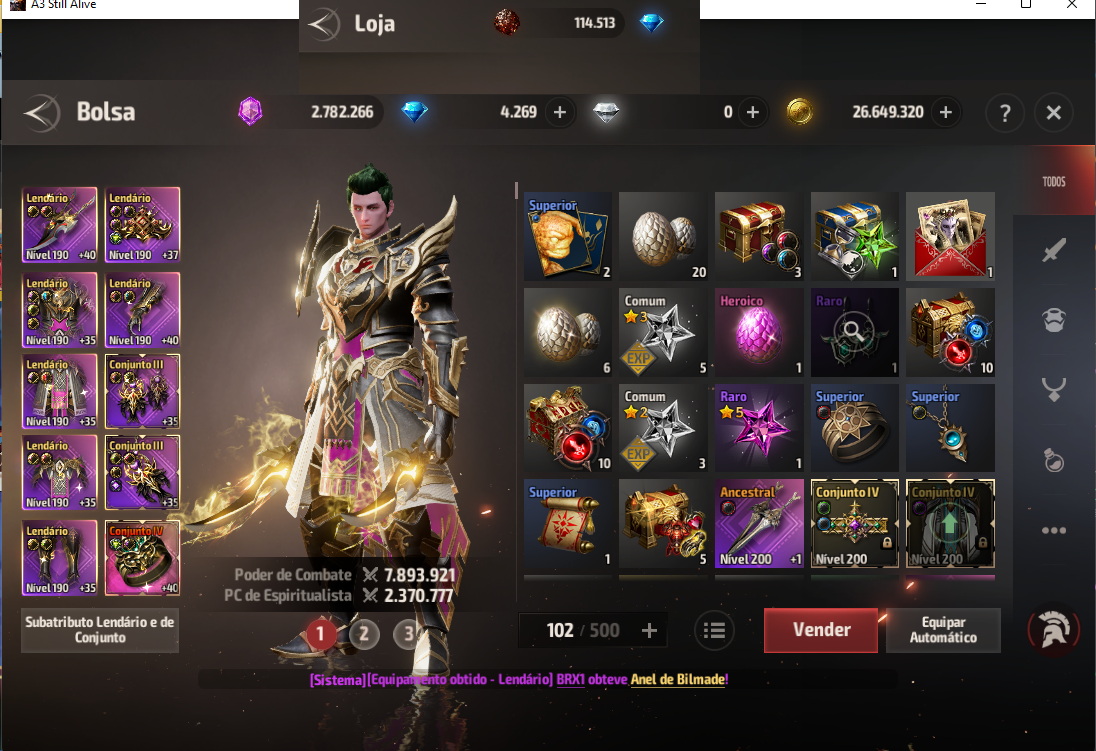 A3 Still Alive
Loja
114.513
Bolsa
2.782.266
4.269
0
26.649.320
?
TODOS
Lendário
Nível 190 +40
Lendário
Nível 190 +37
Lendário
Nível 190 +35
Lendário
Nível 190 +40
Lendário
Nível 190 +35
Conjunto III
+35
Lendário
Nível 190 +35
Conjunto III
+35
Lendário
Nível 190 +35
Conjunto IV
+40
Subatributo Lendário e de
Conjunto
Poder de Combate 7.893.921
PC de Espiritualista 2.370.777
1 2 3
Superior
2
20
3
1
1
6
Comum
3
EXP
5
Heroico
1
Raro
1
10
10
Comum
2
EXP
3
Raro
5
1
Superior
Superior
Superior
1
5
Ancestral
Nível 200 +1
Conjunto IV
Nível 200
Conjunto IV
Nível 200
102 / 500
Vender
Equipar
Automático
[Sistema][Equipamento obtido - Lendário] BRX1 obteve Anel de Bilmade!